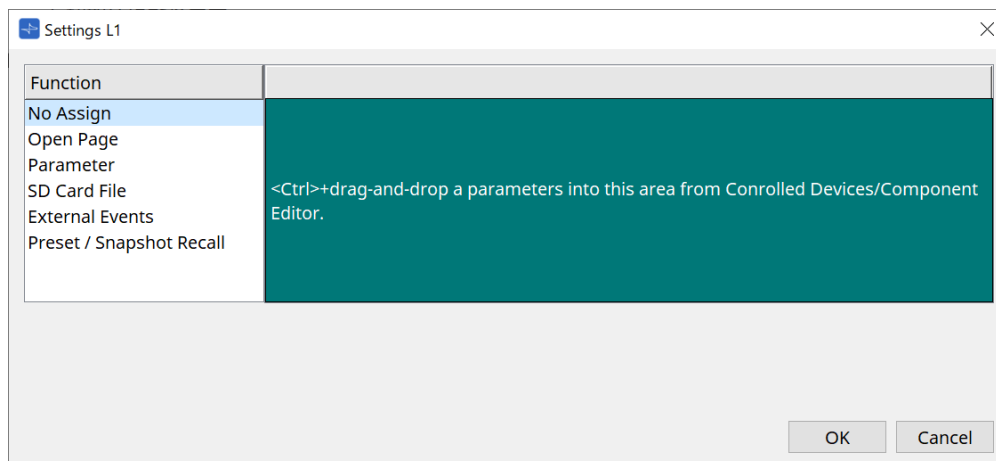 Settings L1
Function
No Assign
Open Page
Parameter
SD Card File
External Events
Preset / Snapshot Recall
<Ctrl>+drag-and-drop a parameters into this area from Conrolled Devices/Component
Editor.
OK
Cancel